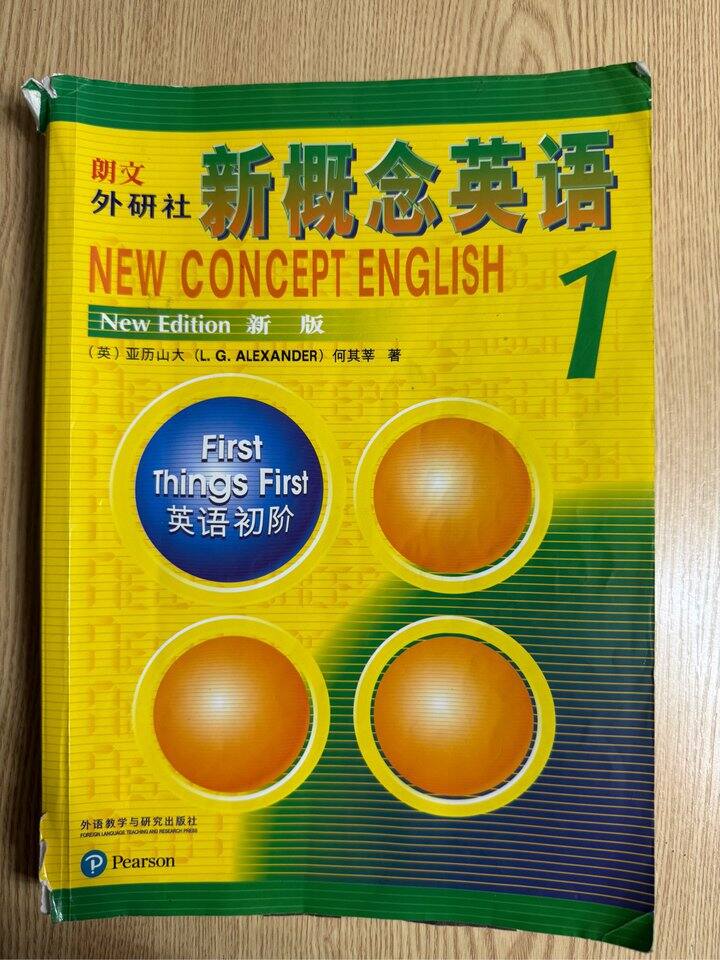 朗文
外研社
新概念英语
NEW CONCEPT ENGLISH
1
New Edition 新 版
(英) 亚历山大 (L. G. ALEXANDER) 何其莘 著
First
Things First
英语初阶
外语教学与研究出版社
FOREIGN LANGUAGE TEACHING AND RESEARCH PRESS
Pearson